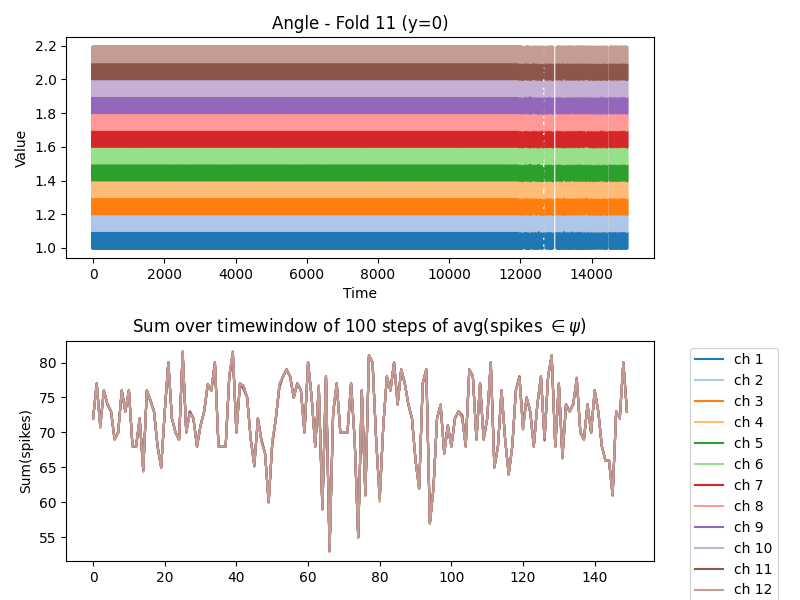 Angle - Fold 11 (y=0)
Value
2.2
2.0
1.8
1.6
1.4
1.2
1.0
0 2000 4000 6000 8000 10000 12000 14000
Time
Sum over timewindow of 100 steps of avg(spikes ∈ ψ)
Sum(spikes)
80
75
70
65
60
55
0 20 40 60 80 100 120 140
ch 1
ch 2
ch 3
ch 4
ch 5
ch 6
ch 7
ch 8
ch 9
ch 10
ch 11
ch 12